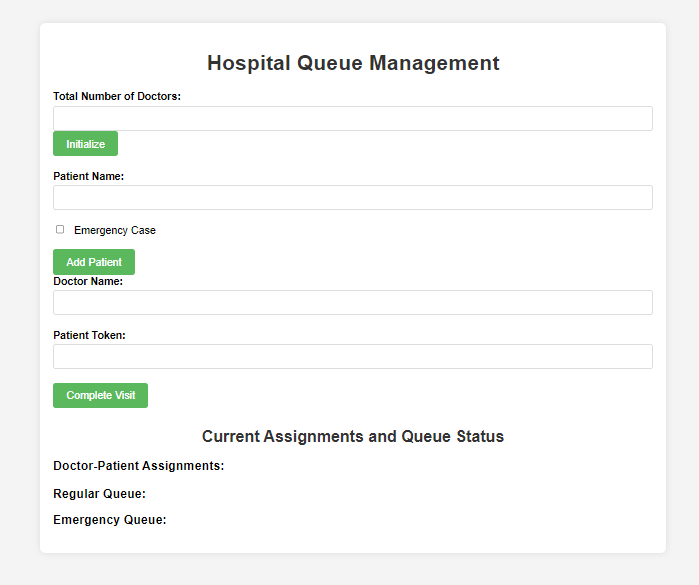 Hospital Queue Management
Total Number of Doctors:
Initialize
Patient Name:
Emergency Case
Add Patient
Doctor Name:
Patient Token:
Complete Visit
Current Assignments and Queue Status
Doctor-Patient Assignments:
Regular Queue:
Emergency Queue: